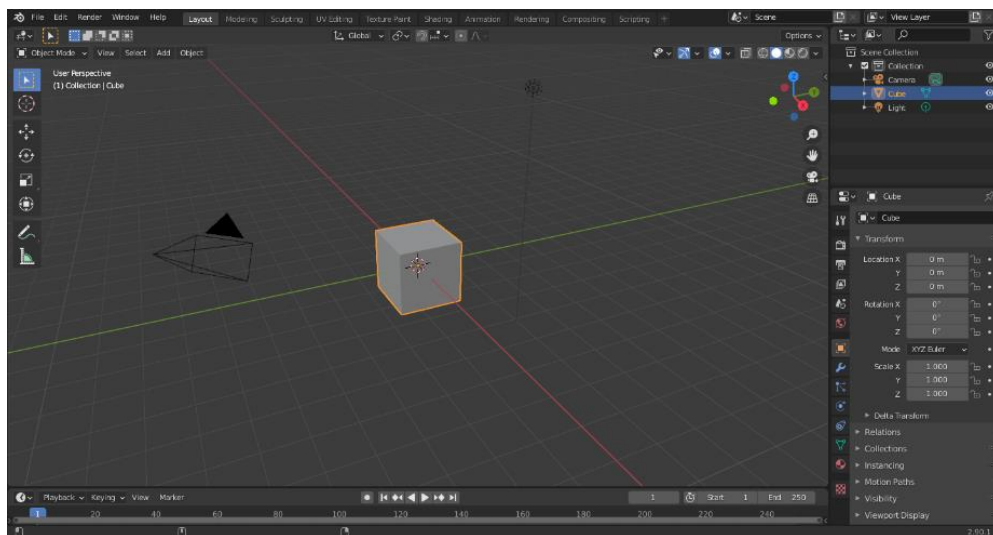 File Edit Render Window Help Layout Modeling Sculpting UV Editing Texture Paint Shading Animation Rendering Compositing Scripting + Scene View Layer
Global Options
Object Mode View Select Add Object
User Perspective
(1) Collection | Cube
Z
X
Scene Collection
Collection
Camera
Cube
Light
Cube
Cube
Transform
Location X 0 m
Y 0 m
Z 0 m
Rotation X 0°
Y 0°
Z 0°
Mode XYZ Euler
Scale X 1.000
Y 1.000
Z 1.000
Delta Transform
Relations
Collections
Instancing
Motion Paths
Visibility
Viewport Display
Playback Keying View Marker 1 Start 1 End 250
1 20 40 60 80 100 120 140 160 180 200 220 240
2.90.1